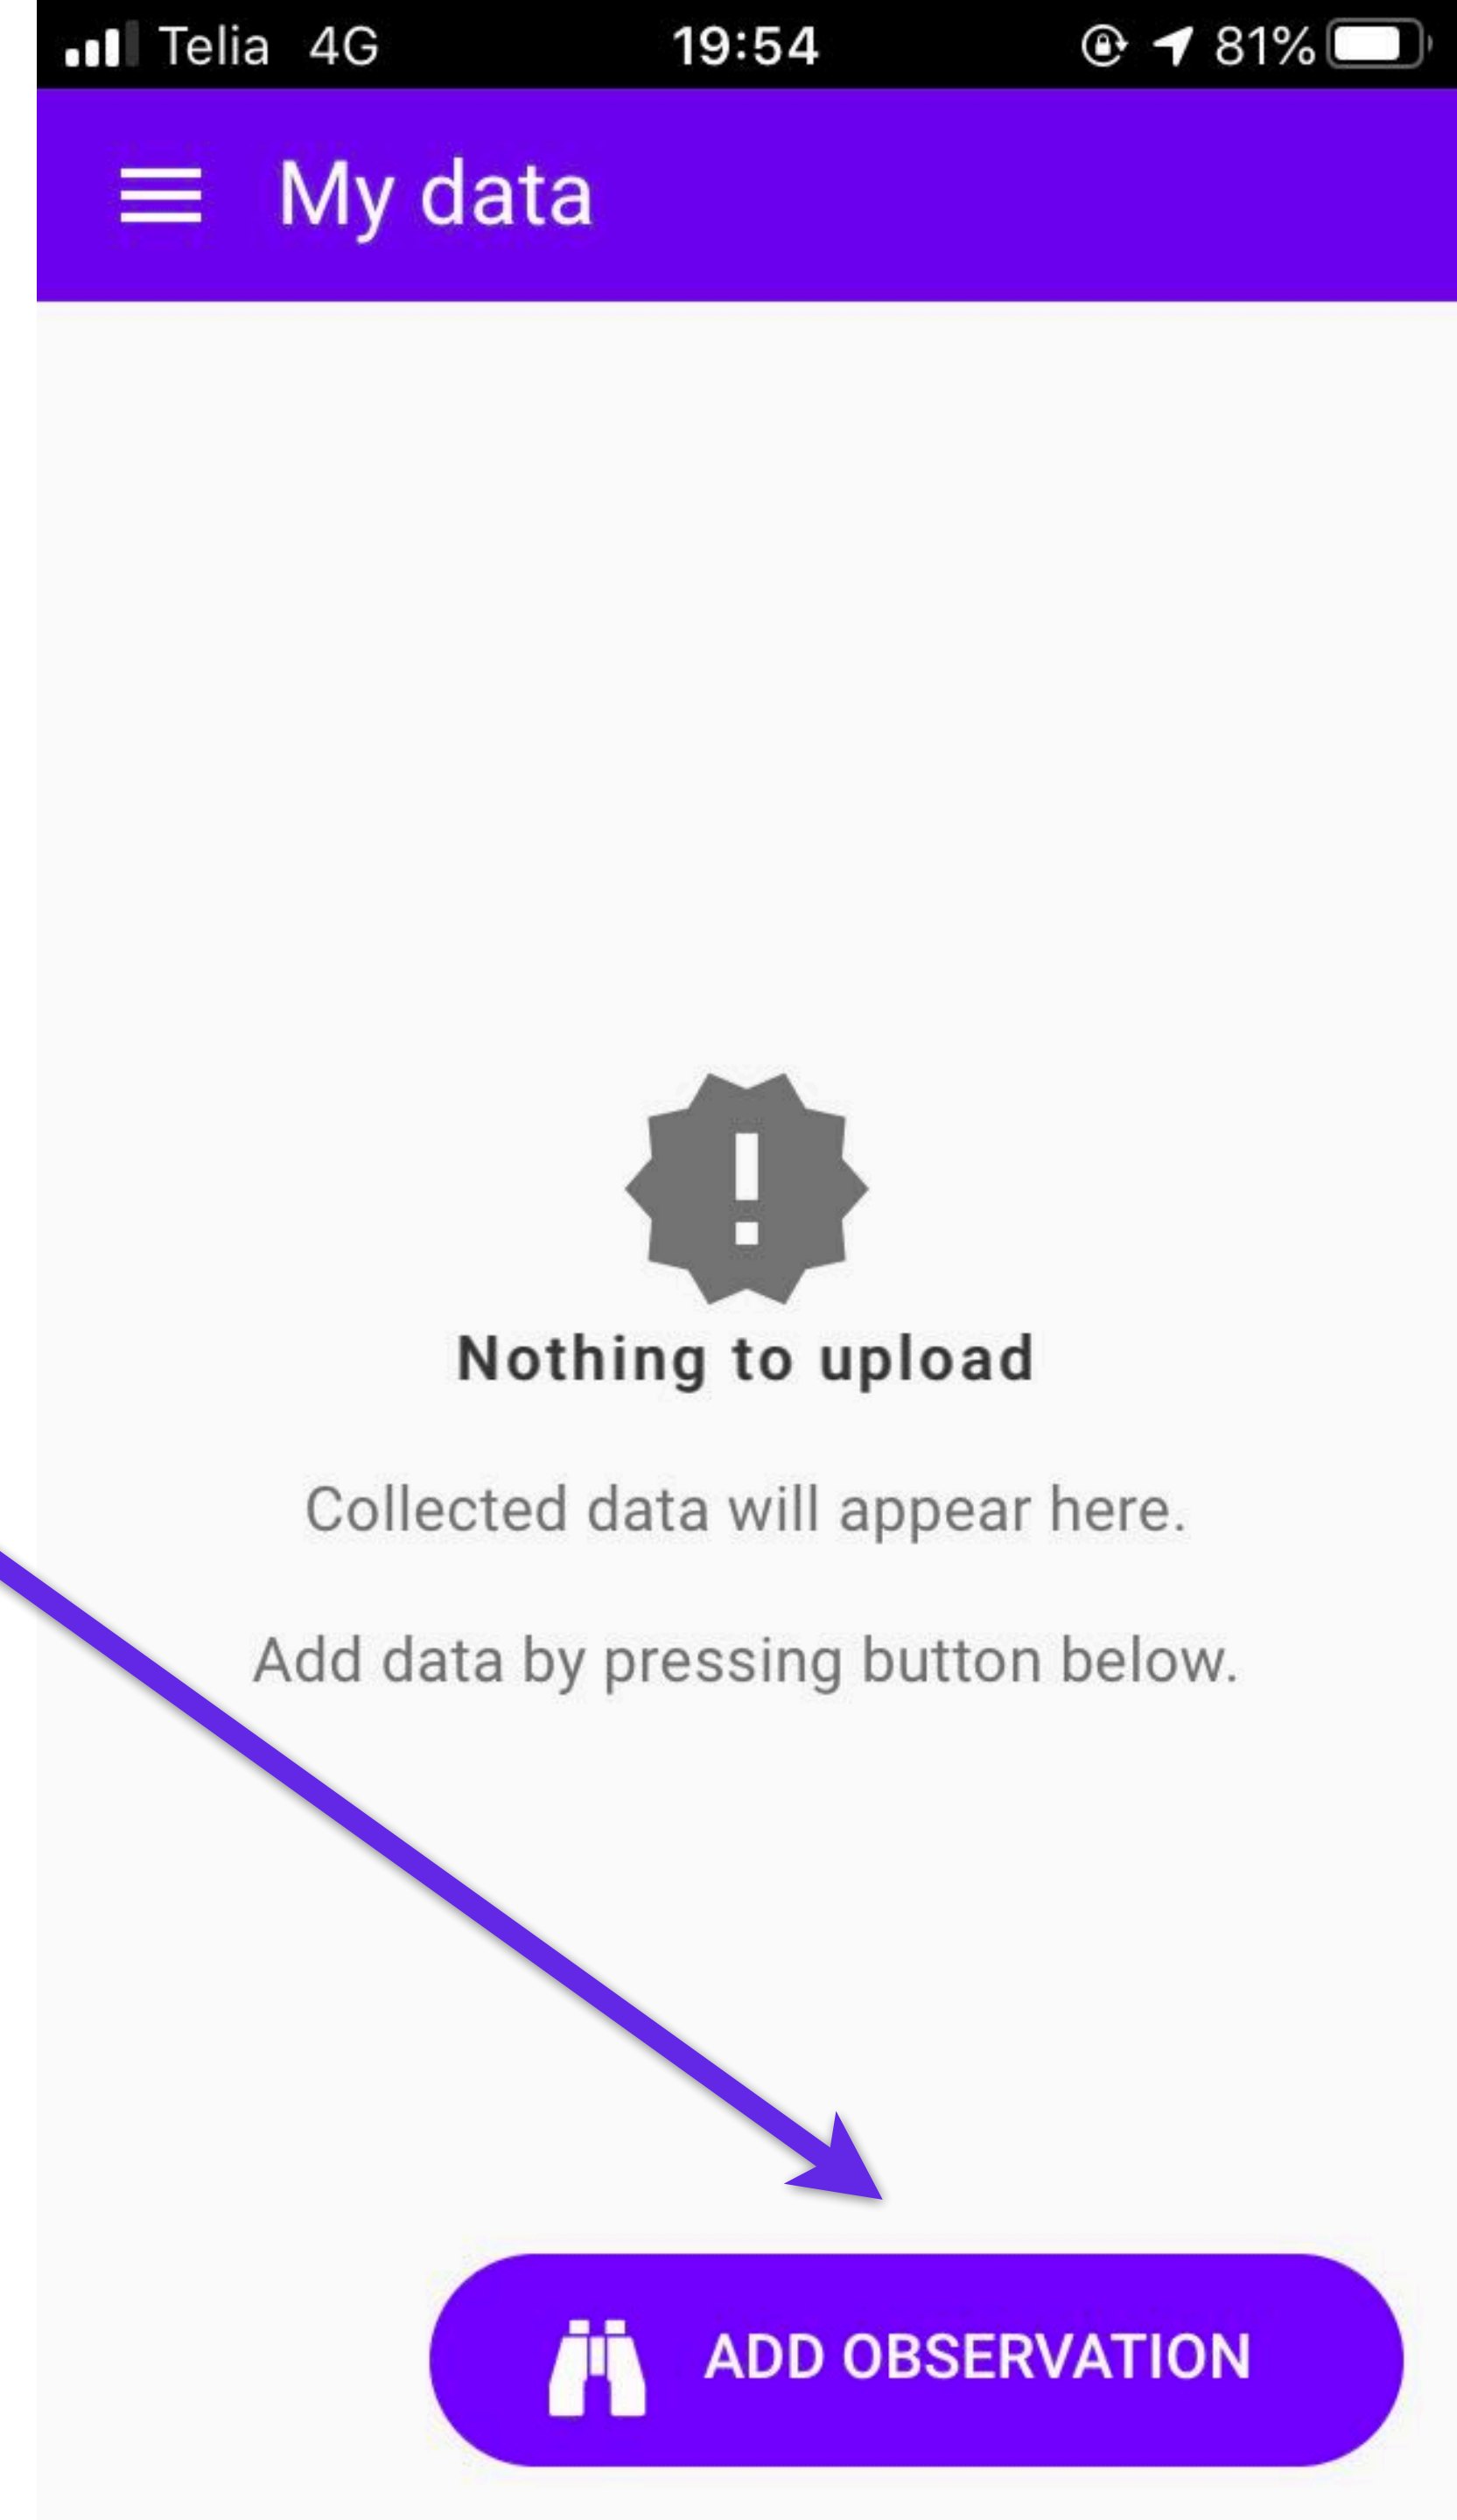 Telia 4G 19:54 81%
My data
Nothing to upload
Collected data will appear here.
Add data by pressing button below.
ADD OBSERVATION